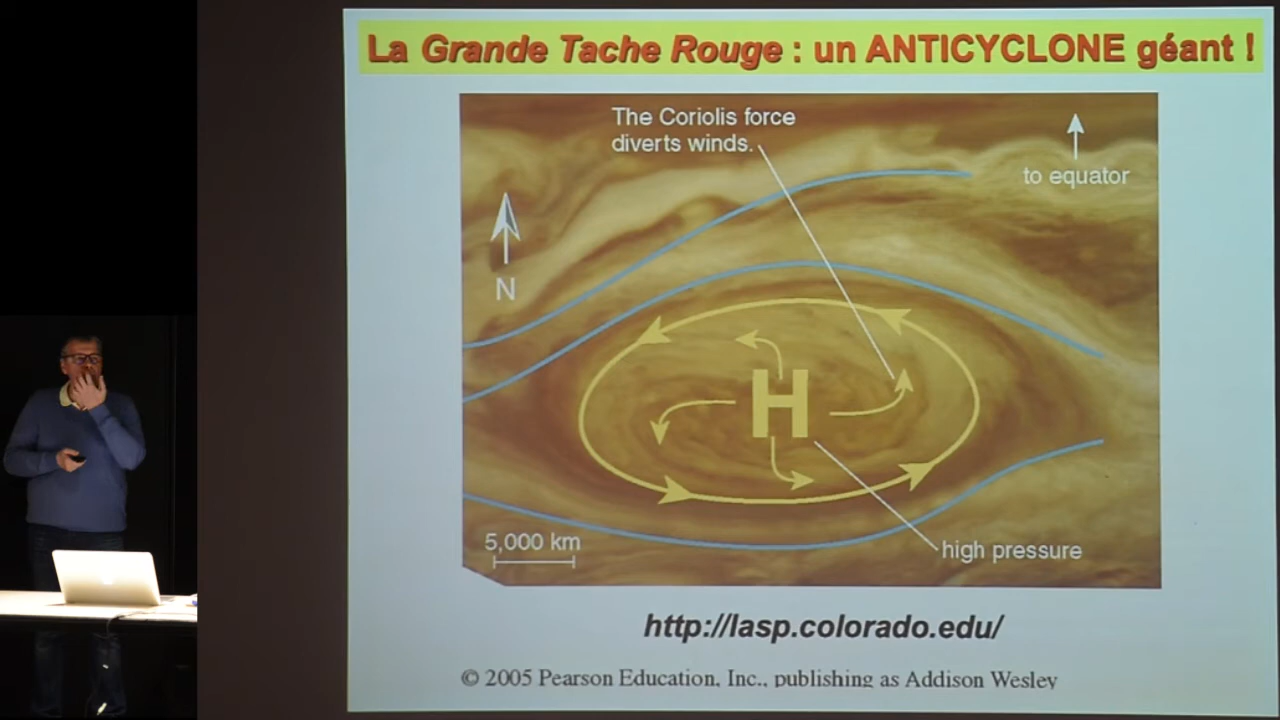 La Grande Tache Rouge : un ANTICYCLONE géant !
The Coriolis force
diverts winds.
to equator
N
H
5,000 km
high pressure
http://lasp.colorado.edu/
© 2005 Pearson Education, Inc., publishing as Addison Wesley